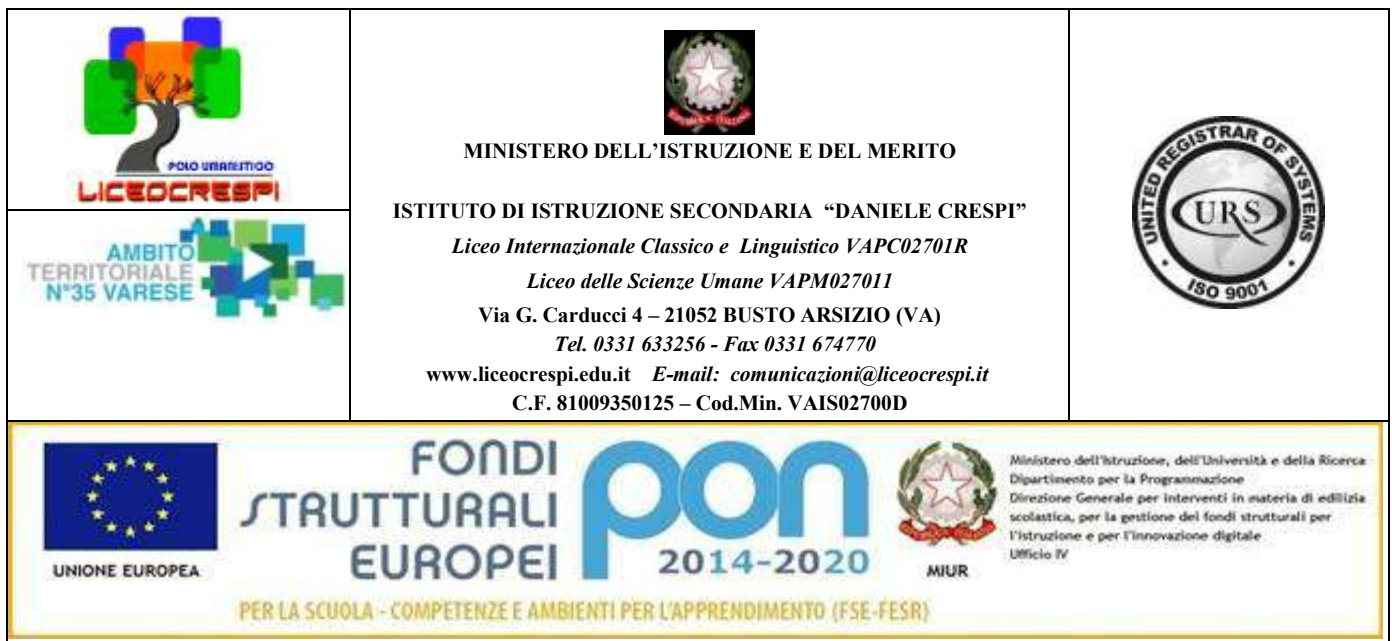 POLO UMANISTICO
LICEOCRESPI
AMBITO
TERRITORIALE
N°35 VARESE
MINISTERO DELL’ISTRUZIONE E DEL MERITO
ISTITUTO DI ISTRUZIONE SECONDARIA “DANIELE CRESPI”
Liceo Internazionale Classico e Linguistico VAPC02701R
Liceo delle Scienze Umane VAPM027011
Via G. Carducci 4 – 21052 BUSTO ARSIZIO (VA)
Tel. 0331 633256 - Fax 0331 674770
www.liceocrespi.edu.it E-mail: comunicazioni@liceocrespi.it
C.F. 81009350125 – Cod.Min. VAIS02700D
UNITED REGISTRAR OF SYSTEMS
URS
ISO 9001
UNIONE EUROPEA
FONDI
STRUTTURALI
EUROPEI
pon
2014-2020
MIUR
Ministero dell'Istruzione, dell'Università e della Ricerca
Dipartimento per la Programmazione
Direzione Generale per interventi in materia di edilizia
scolastica, per la gestione dei fondi strutturali per
l'istruzione e per l'innovazione digitale
Ufficio IV
PER LA SCUOLA - COMPETENZE E AMBIENTI PER L'APPRENDIMENTO (FSE-FESR)